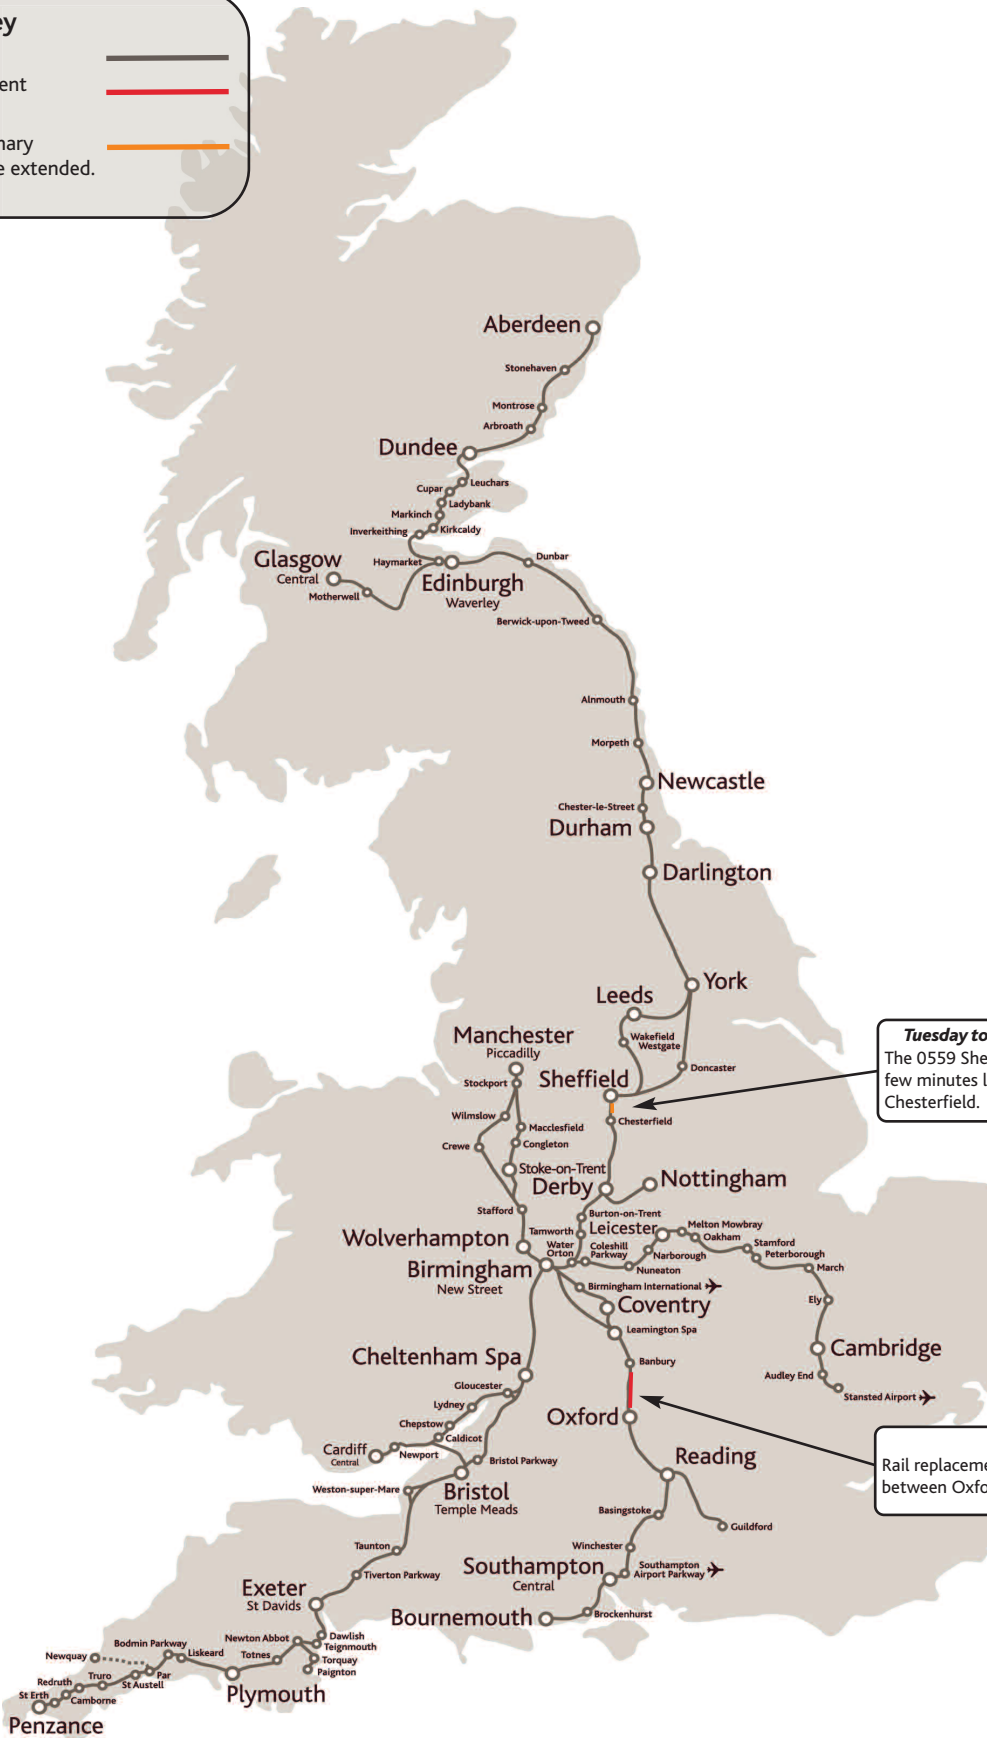 ey
ent
nary
e extended.
Aberdeen
Stonehaven
Montrose
Arbroath
Dundee
Leuchars
Cupar
Ladybank
Markinch
Kirkcaldy
Inverkeithing
Glasgow
Central
Haymarket
Dunbar
Edinburgh
Waverley
Motherwell
Berwick-upon-Tweed
Alnmouth
Morpeth
Newcastle
Chester-le-Street
Durham
Darlington
York
Leeds
Manchester
Piccadilly
Wakefield
Westgate
Doncaster
Sheffield
Stockport
Tuesday to
The 0559 She
few minutes l
Chesterfield.
Wilmslow
Chesterfield
Macclesfield
Crewe
Congleton
Stoke-on-Trent
Derby
Nottingham
Stafford
Burton-on-Trent
Tamworth
Leicester
Melton Mowbray
Oakham
Wolverhampton
Water
Orton
Coleshill
Parkway
Narborough
Stamford
Peterborough
Birmingham
New Street
Nuneaton
March
Birmingham International
Ely
Coventry
Leamington Spa
Cambridge
Cheltenham Spa
Banbury
Audley End
Stansted Airport
Gloucester
Lydney
Oxford
Chepstow
Caldicot
Cardiff
Central
Newport
Bristol Parkway
Reading
Rail replaceme
between Oxfo
Weston-super-Mare
Bristol
Temple Meads
Basingstoke
Guildford
Taunton
Winchester
Tiverton Parkway
Southampton
Central
Southampton
Airport Parkway
Exeter
St Davids
Bournemouth
Brockenhurst
Dawlish
Teignmouth
Newton Abbot
Bodmin Parkway
Liskeard
Totnes
Torquay
Paignton
Newquay
Par
St Austell
Truro
Redruth
Plymouth
St Erth
Camborne
Penzance